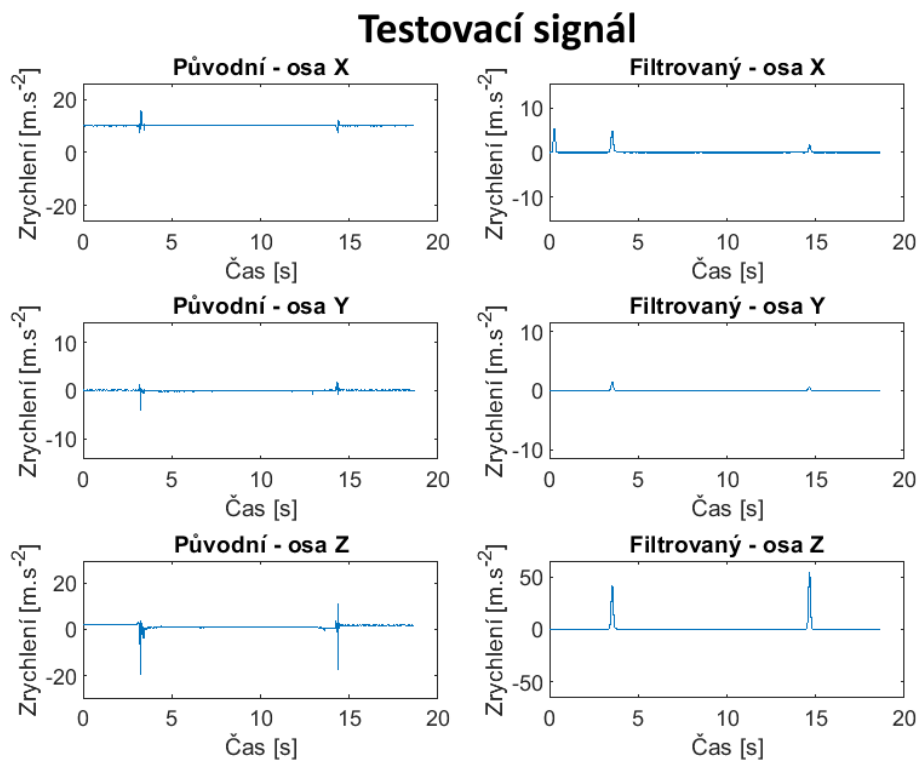 Testovací signál
Původní - osa X
Zrychlení [m.s-2]
20
0
-20
0 5 10 15 20
Čas [s]
Filtrovaný - osa X
Zrychlení [m.s-2]
10
0
-10
0 5 10 15 20
Čas [s]
Původní - osa Y
Zrychlení [m.s-2]
10
0
-10
0 5 10 15 20
Čas [s]
Filtrovaný - osa Y
Zrychlení [m.s-2]
10
0
-10
0 5 10 15 20
Čas [s]
Původní - osa Z
Zrychlení [m.s-2]
20
0
-20
0 5 10 15 20
Čas [s]
Filtrovaný - osa Z
Zrychlení [m.s-2]
50
0
-50
0 5 10 15 20
Čas [s]